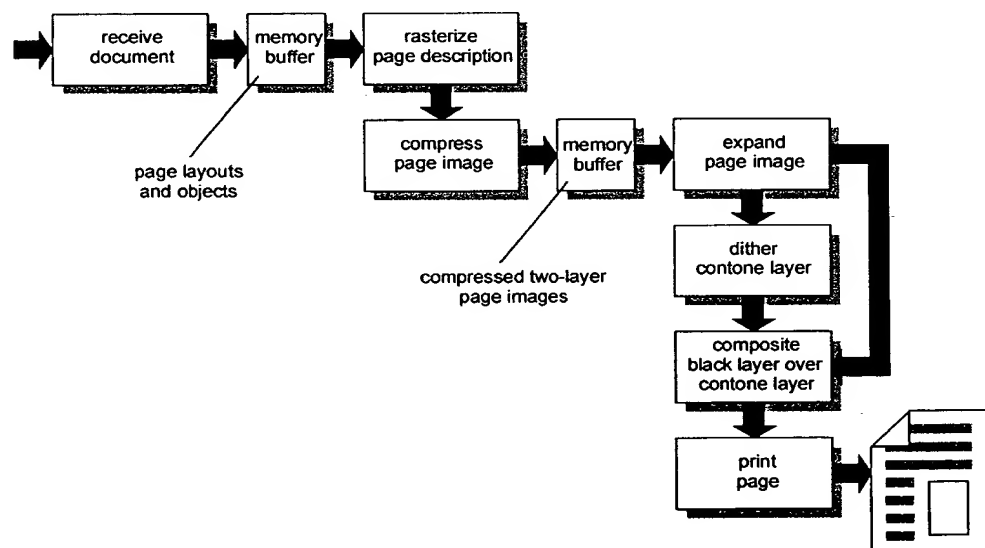 receive
document
memory
buffer
rasterize
page description
page layouts
and objects
compress
page image
memory
buffer
expand
page image
compressed two-layer
page images
dither
contone layer
composite
black layer over
contone layer
print
page